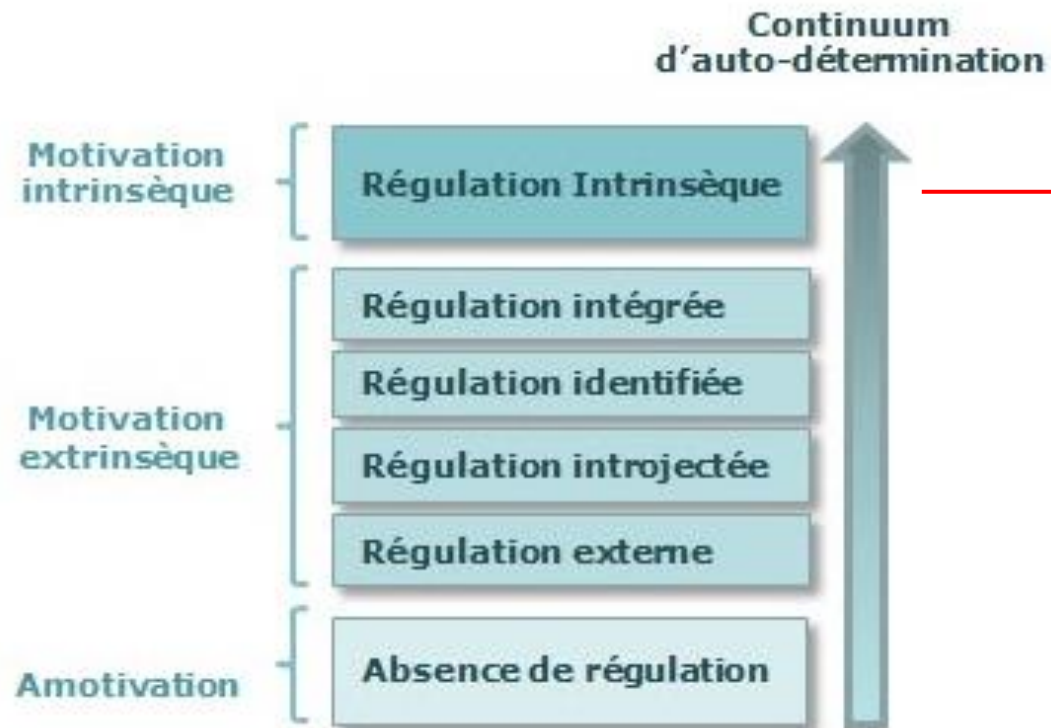 Continuum
d’auto-détermination
Motivation
intrinsèque
Régulation Intrinsèque
Motivation
extrinsèque
Régulation intégrée
Régulation identifiée
Régulation introjectée
Régulation externe
Amotivation
Absence de régulation